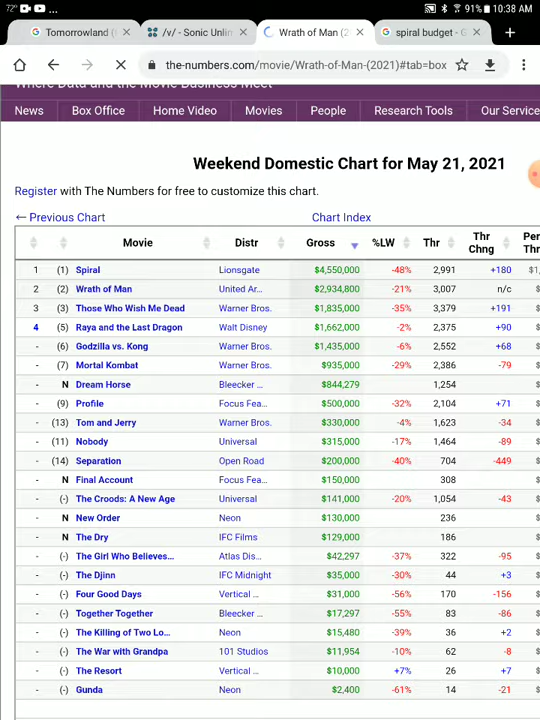 72° ... 91% 10:38 AM
Tomorrowland ( /v/ - Sonic Unlim Wrath of Man (2 spiral budget - G
the-numbers.com/movie/Wrath-of-Man-(2021)#tab=box
Where Data and the Movie Business Meet
News Box Office Home Video Movies People Research Tools Our Service
Weekend Domestic Chart for May 21, 2021
Register with The Numbers for free to customize this chart.
← Previous Chart Chart Index
Movie Distr Gross %LW Thr Thr Chng Per Thr
1 (1) Spiral Lionsgate $4,550,000 -48% 2,991 +180 $1,
2 (2) Wrath of Man United Ar... $2,934,800 -21% 3,007 n/c $
3 (3) Those Who Wish Me Dead Warner Bros. $1,835,000 -35% 3,379 +191 $
4 (5) Raya and the Last Dragon Walt Disney $1,662,000 -2% 2,375 +90 $
- (6) Godzilla vs. Kong Warner Bros. $1,435,000 -6% 2,552 +68 $
- (7) Mortal Kombat Warner Bros. $935,000 -29% 2,386 -79 $
- N Dream Horse Bleecker ... $844,279 1,254 $
- (9) Profile Focus Fea... $500,000 -32% 2,104 +71 $
- (13) Tom and Jerry Warner Bros. $330,000 -4% 1,623 -34 $
- (11) Nobody Universal $315,000 -17% 1,464 -89 $
- (14) Separation Open Road $200,000 -40% 704 -449 $
- N Final Account Focus Fea... $150,000 308 $
- (-) The Croods: A New Age Universal $141,000 -20% 1,054 -43 $
- N New Order Neon $130,000 236 $
- N The Dry IFC Films $129,000 186 $
- (-) The Girl Who Believes... Atlas Dis... $42,297 -37% 322 -95 $
- (-) The Djinn IFC Midnight $35,000 -30% 44 +3 $
- (-) Four Good Days Vertical ... $31,000 -56% 170 -156 $
- (-) Together Together Bleecker ... $17,297 -55% 83 -86 $
- (-) The Killing of Two Lo... Neon $15,480 -39% 36 +2 $
- (-) The War with Grandpa 101 Studios $11,954 -10% 62 -8 $
- (-) The Resort Vertical ... $10,000 +7% 26 +7 $
- (-) Gunda Neon $2,400 -61% 14 -21 $